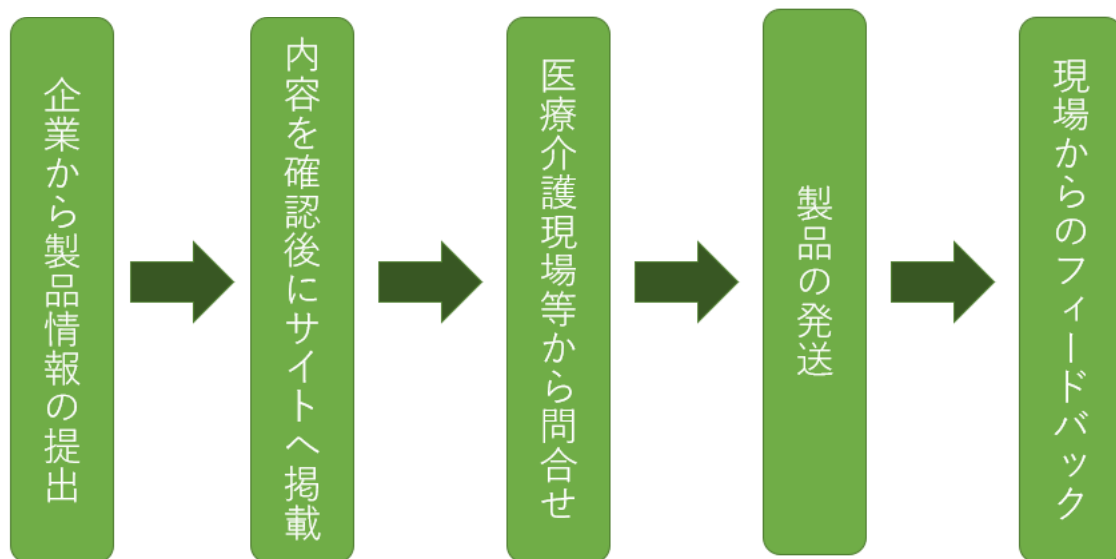 企業から製品情報の提出
内容を確認後にサイトへ掲載
医療介護現場等から問合せ
製品の発送
現場からのフィードバック